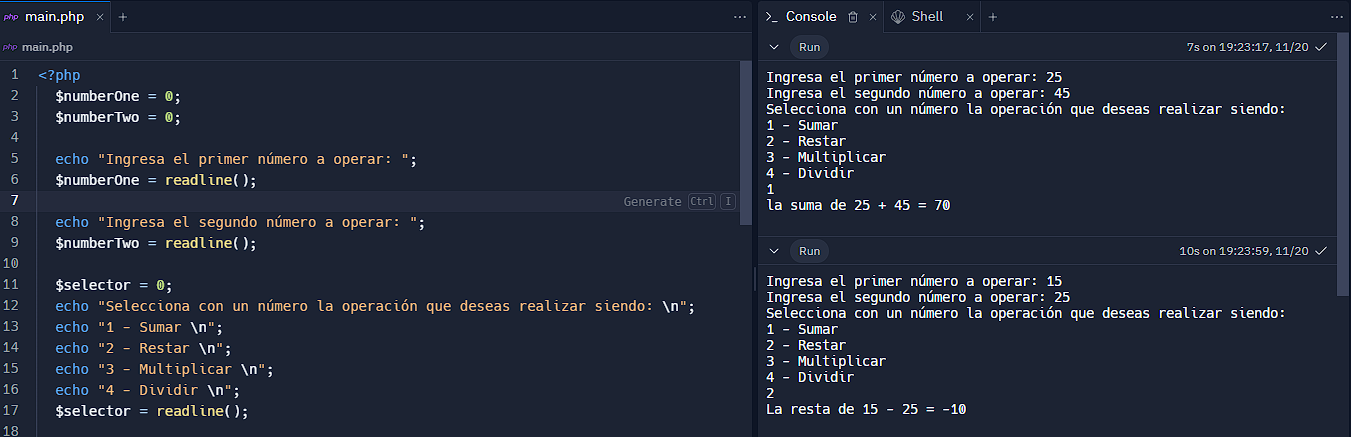 php main.php × +
php main.php
1 <?php
2 $numberOne = 0;
3 $numberTwo = 0;
4
5 echo "Ingresa el primer número a operar: ";
6 $numberOne = readline();
7 Generate Ctrl I
8 echo "Ingresa el segundo número a operar: ";
9 $numberTwo = readline();
10
11 $selector = 0;
12 echo "Selecciona con un número la operación que deseas realizar siendo: \n";
13 echo "1 - Sumar \n";
14 echo "2 - Restar \n";
15 echo "3 - Multiplicar \n";
16 echo "4 - Dividir \n";
17 $selector = readline();
18
>_ Console × Shell × +
Run 7s on 19:23:17, 11/20
Ingresa el primer número a operar: 25
Ingresa el segundo número a operar: 45
Selecciona con un número la operación que deseas realizar siendo:
1 - Sumar
2 - Restar
3 - Multiplicar
4 - Dividir
1
la suma de 25 + 45 = 70
Run 10s on 19:23:59, 11/20
Ingresa el primer número a operar: 15
Ingresa el segundo número a operar: 25
Selecciona con un número la operación que deseas realizar siendo:
1 - Sumar
2 - Restar
3 - Multiplicar
4 - Dividir
2
La resta de 15 - 25 = -10